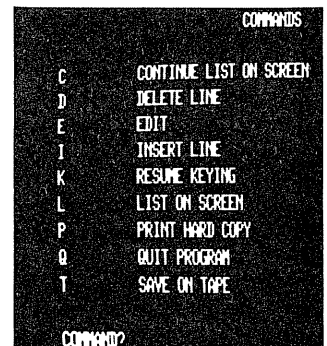 COMMANDS
C CONTINUE LIST ON SCREEN
D DELETE LINE
E EDIT
I INSERT LINE
K RESUME KEYING
L LIST ON SCREEN
P PRINT HARD COPY
Q QUIT PROGRAM
T SAVE ON TAPE
COMMAND?